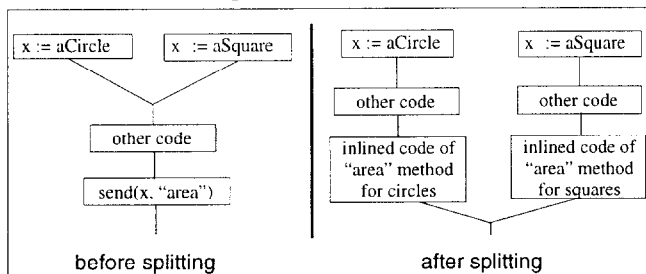 x := aCircle
x := aSquare
other code
send(x, “area”)
before splitting
x := aCircle
x := aSquare
other code
other code
inlined code of
“area” method
for circles
inlined code of
“area” method
for squares
after splitting